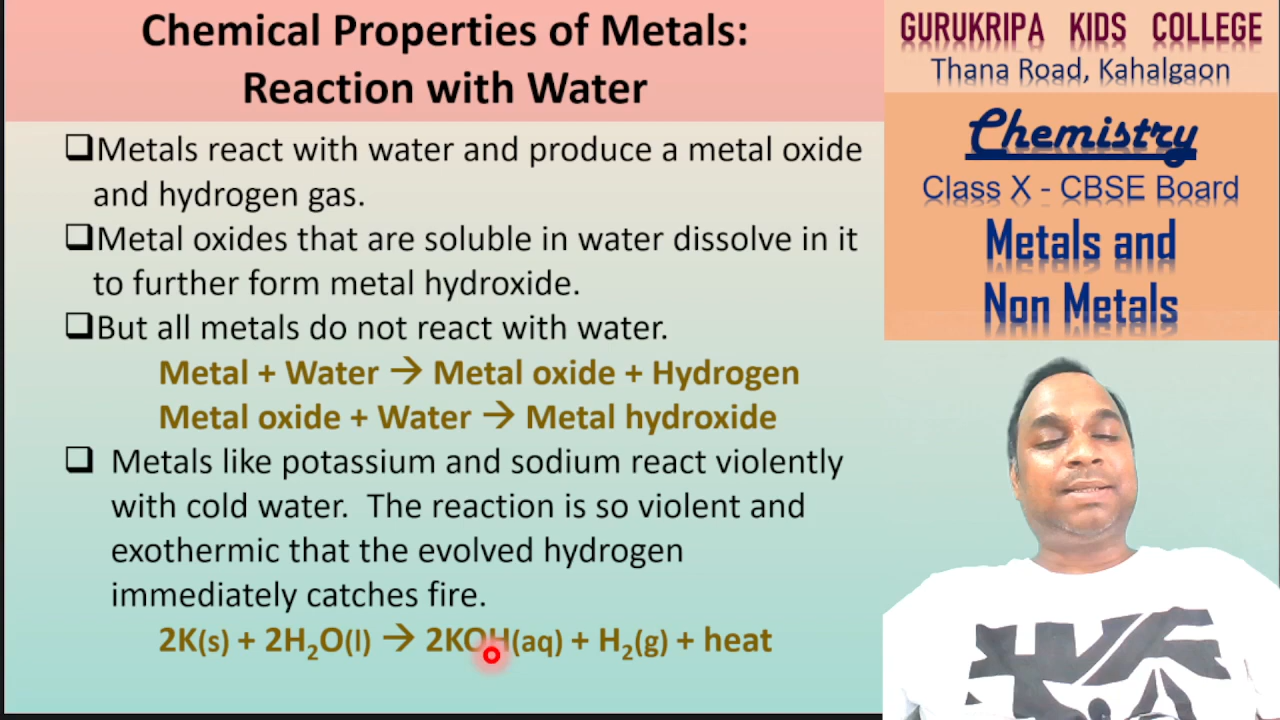 Chemical Properties of Metals:
Reaction with Water
❑Metals react with water and produce a metal oxide
and hydrogen gas.
❑Metal oxides that are soluble in water dissolve in it
to further form metal hydroxide.
❑But all metals do not react with water.
Metal + Water → Metal oxide + Hydrogen
Metal oxide + Water → Metal hydroxide
❑ Metals like potassium and sodium react violently
with cold water. The reaction is so violent and
exothermic that the evolved hydrogen
immediately catches fire.
2K(s) + 2H₂O(l) → 2KOH(aq) + H₂(g) + heat
GURUKRIPA KIDS COLLEGE
Thana Road, Kahalgaon
Chemistry
Class X - CBSE Board
Metals and
Non Metals